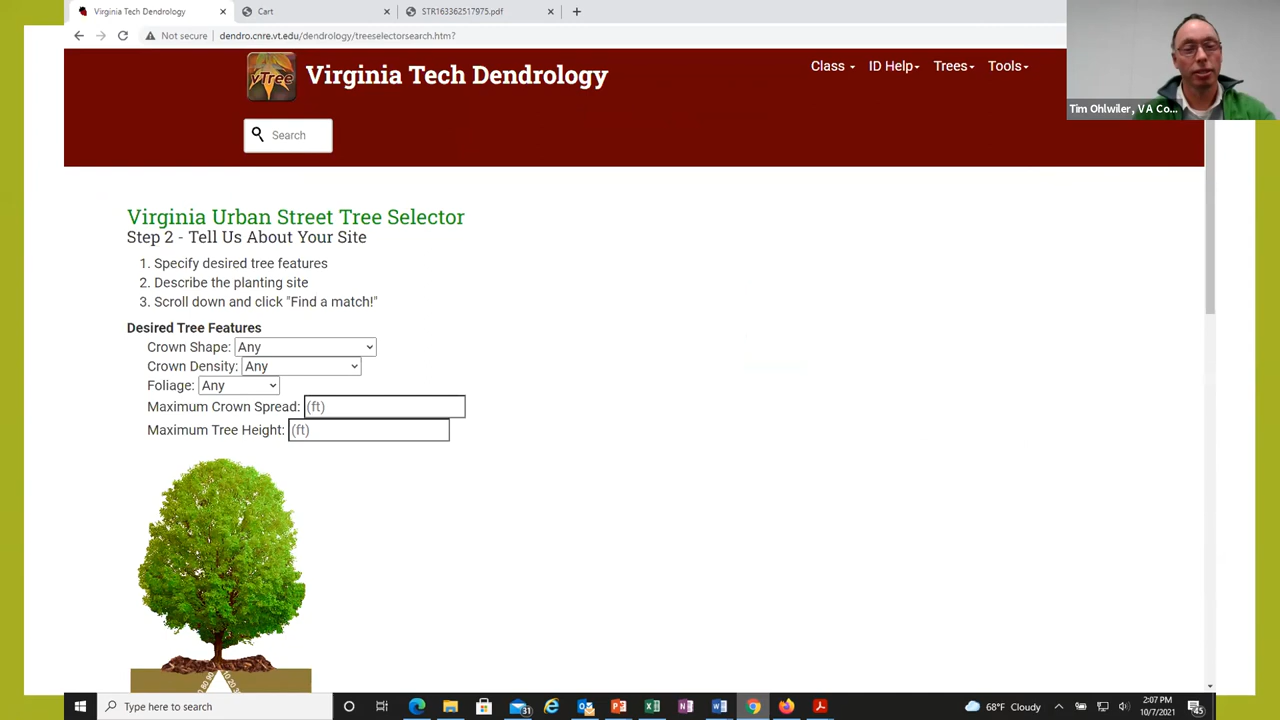 Virginia Tech Dendrology
Cart
STR163362517975.pdf
Not secure
dendro.cnre.vt.edu/dendrology/treeselectorsearch.htm?
vTree
Virginia Tech Dendrology
Class
ID Help
Trees
Tools
Tim Ohlwiler, VA Co...
Search
Virginia Urban Street Tree Selector
Step 2 - Tell Us About Your Site
1. Specify desired tree features
2. Describe the planting site
3. Scroll down and click "Find a match!"
Desired Tree Features
Crown Shape: Any
Crown Density: Any
Foliage: Any
Maximum Crown Spread: (ft)
Maximum Tree Height: (ft)
Type here to search
31
68°F Cloudy
2:07 PM
10/7/2021
45